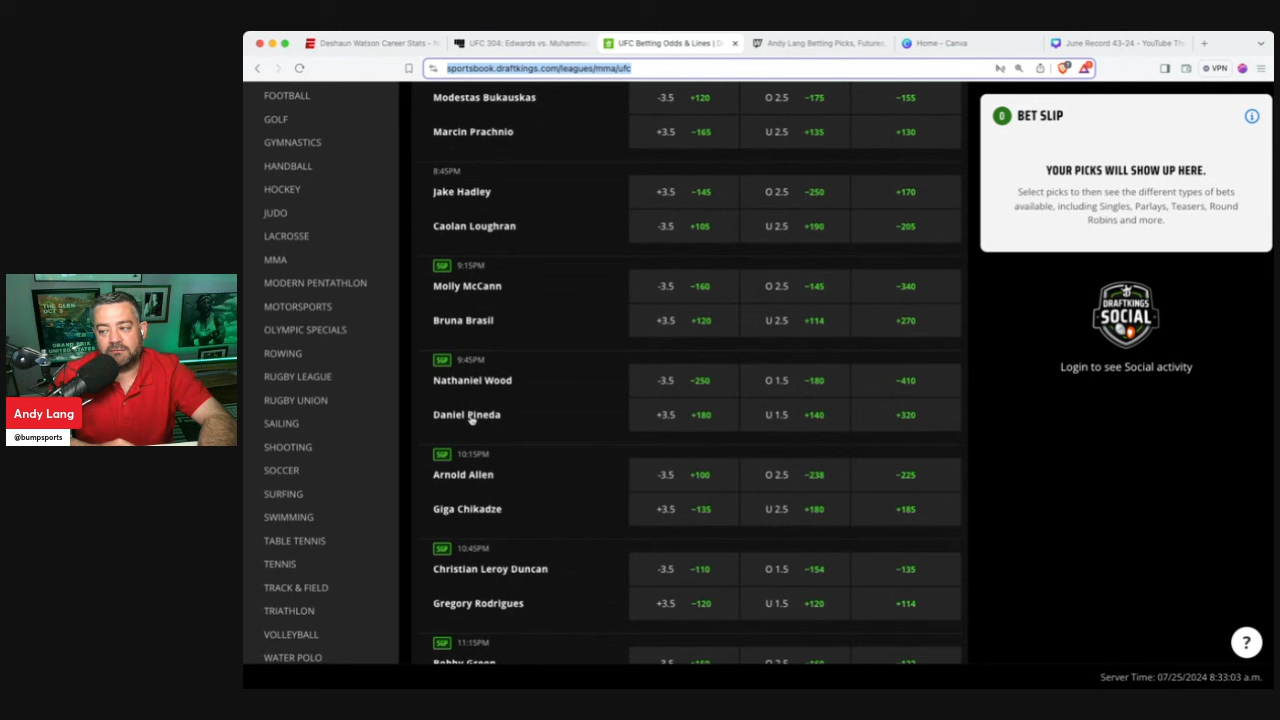 Deshaun Watson Career Stats - N
UFC 304: Edwards vs. Muhamma
UFC Betting Odds & Lines | D
Andy Lang Betting Picks, Futures
Home – Canva
June Record 43-24 - YouTube Th
sportsbook.draftkings.com/leagues/mma/ufc
VPN
FOOTBALL
GOLF
GYMNASTICS
HANDBALL
HOCKEY
JUDO
LACROSSE
MMA
MODERN PENTATHLON
MOTORSPORTS
OLYMPIC SPECIALS
ROWING
RUGBY LEAGUE
RUGBY UNION
SAILING
SHOOTING
SOCCER
SURFING
SWIMMING
TABLE TENNIS
TENNIS
TRACK & FIELD
TRIATHLON
VOLLEYBALL
WATER POLO
Modestas Bukauskas -3.5 +120 O 2.5 −175 −155
Marcin Prachnio +3.5 −165 U 2.5 +135 +130
8:45PM
Jake Hadley +3.5 −145 O 2.5 −250 +170
Caolan Loughran -3.5 +105 U 2.5 +190 −205
SGP 9:15PM
Molly McCann -3.5 −160 O 2.5 −145 −340
Bruna Brasil +3.5 +120 U 2.5 +114 +270
SGP 9:45PM
Nathaniel Wood -3.5 −250 O 1.5 −180 −410
Daniel Pineda +3.5 +180 U 1.5 +140 +320
SGP 10:15PM
Arnold Allen -3.5 +100 O 2.5 −238 −225
Giga Chikadze +3.5 −135 U 2.5 +180 +185
SGP 10:45PM
Christian Leroy Duncan -3.5 −110 O 1.5 −154 −135
Gregory Rodrigues +3.5 −120 U 1.5 +120 +114
SGP 11:15PM
Bobby Green
0 BET SLIP
YOUR PICKS WILL SHOW UP HERE.
Select picks to then see the different types of bets
available, including Singles, Parlays, Teasers, Round
Robins and more.
DRAFTKINGS
SOCIAL
Login to see Social activity
?
Server Time: 07/25/2024 8:33:03 a.m.
THE GLEN
OCT 3
GRAND PRIX
UNITED STATES
Andy Lang
@bumpsports